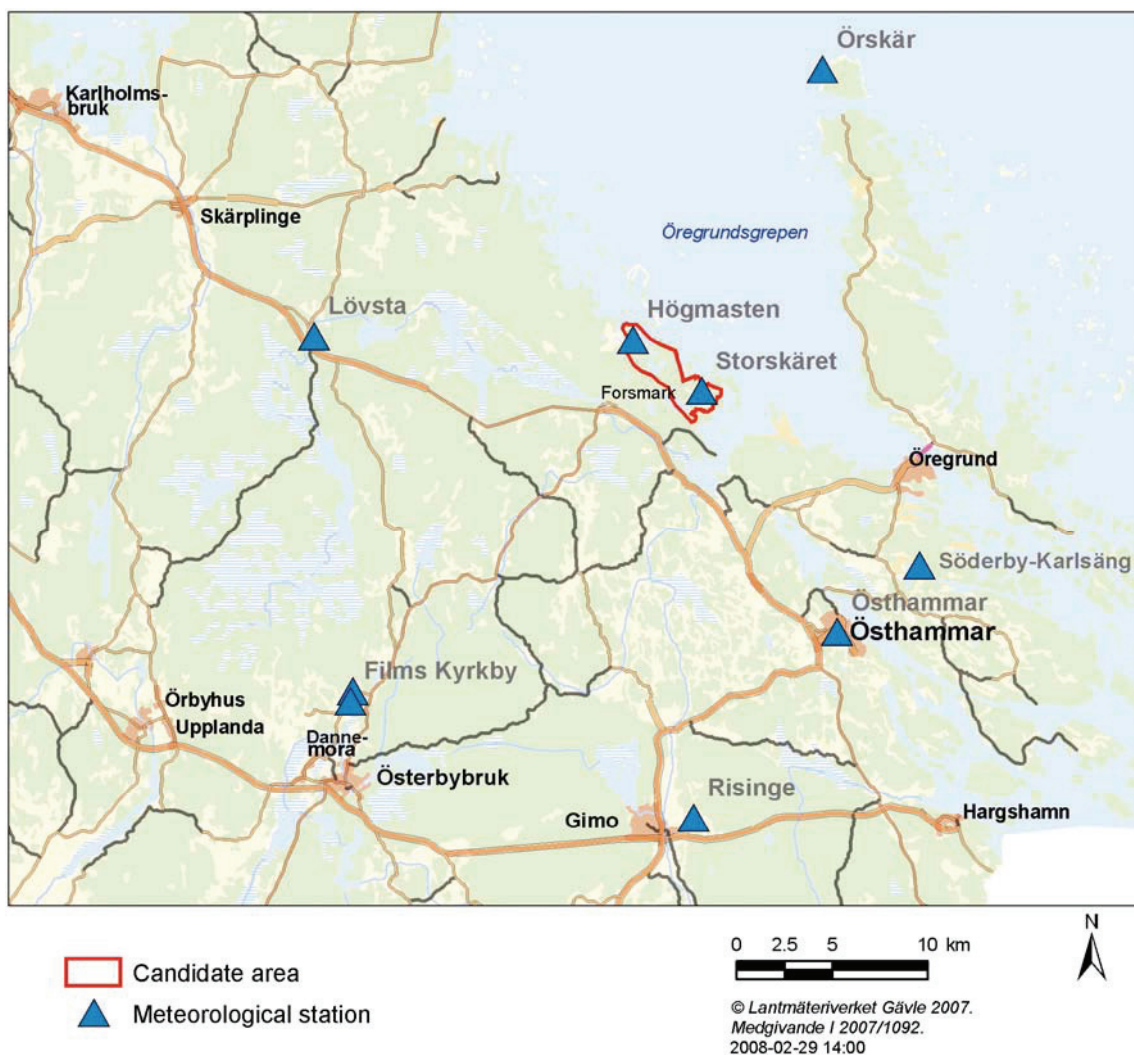 Örskär
Karlholms-
bruk
Skärplinge
Öregrundsgrepen
Lövsta
Högmasten
Storskäret
Forsmark
Öregrund
Söderby-Karlsäng
Östhammar
Östhammar
Films Kyrkby
Örbyhus
Upplanda
Danne-
mora
Österbybruk
Risinge
Gimo
Hargshamn
N
0 2.5 5 10 km
Candidate area
Meteorological station
© Lantmäteriverket Gävle 2007.
Medgivande I 2007/1092.
2008-02-29 14:00